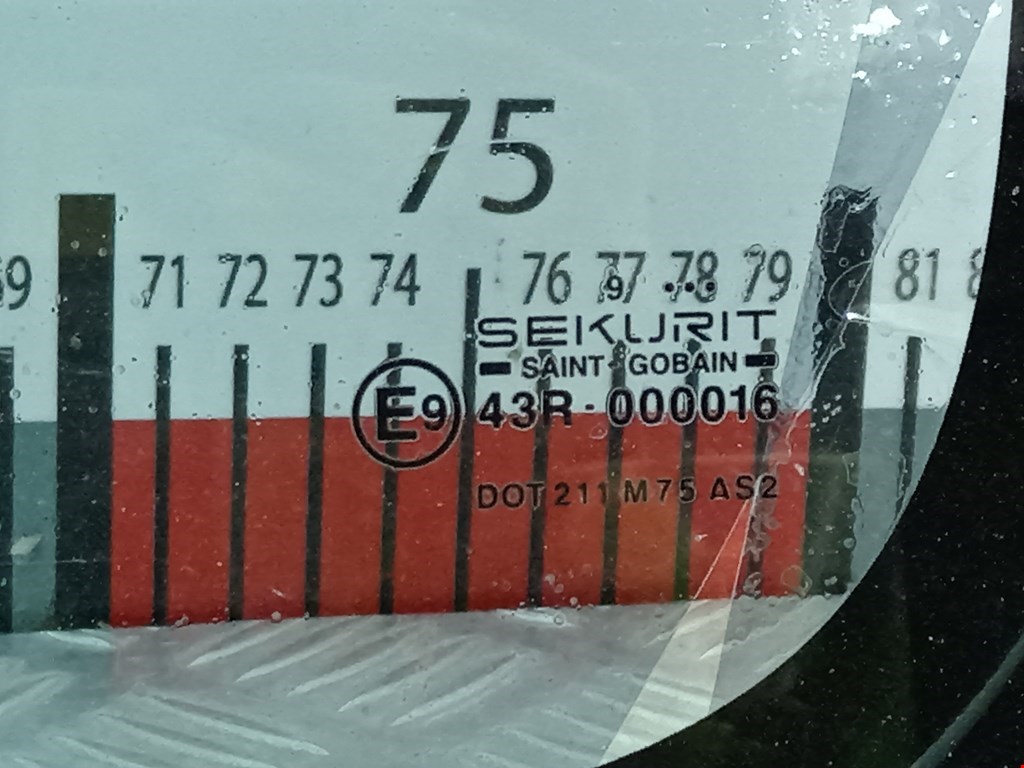 75
69 71 72 73 74 76 77 78 79 81
9 ...
SEKURIT
SAINT-GOBAIN
E9 43R-000016
DOT 211 M75 AS2